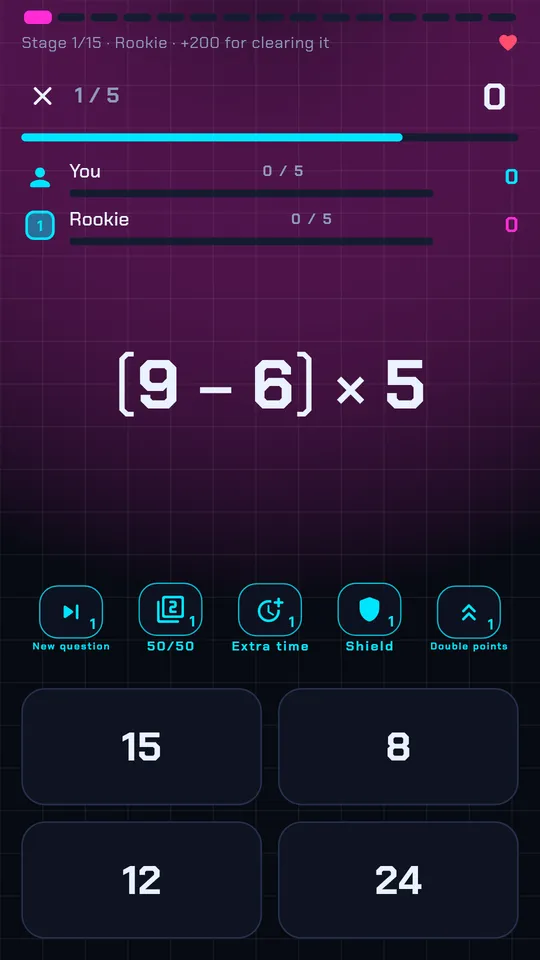 Stage 1/15 · Rookie · +200 for clearing it
1 / 5
0
You
0 / 5
0
1
Rookie
0 / 5
0
(9 – 6) × 5
1
2
1
1
1
1
New question
50/50
Extra time
Shield
Double points
15
8
12
24